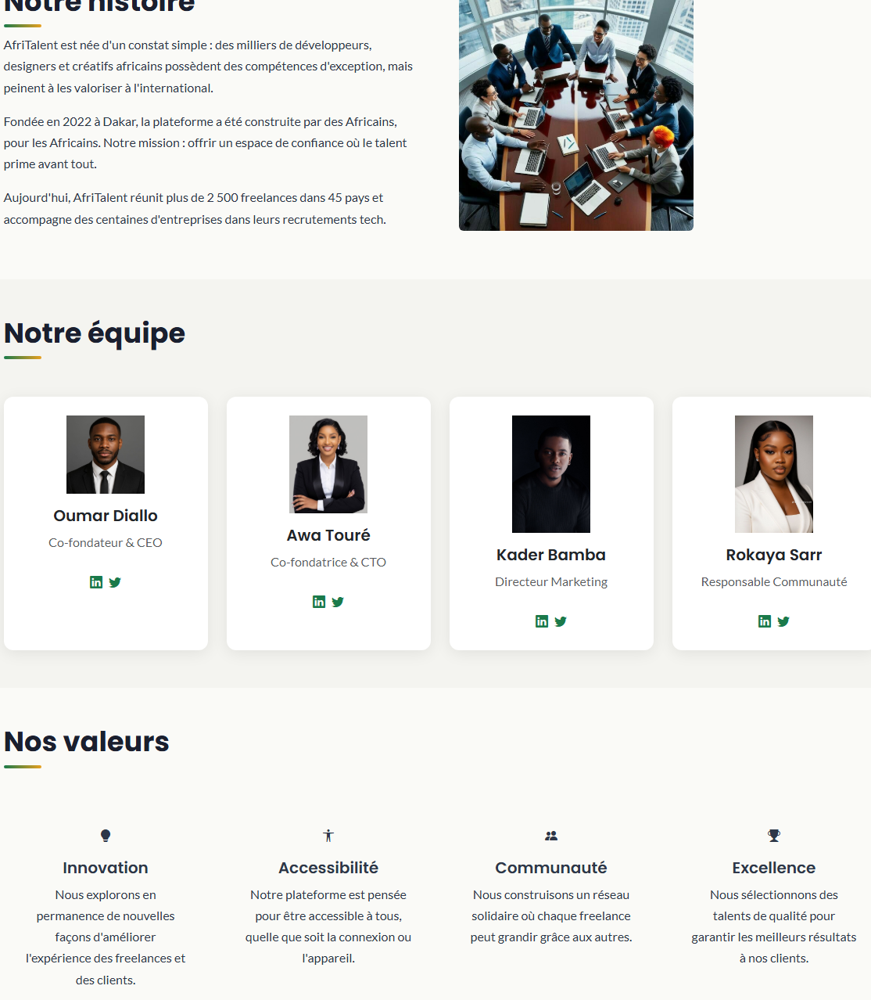 Notre histoire
AfriTalent est née d'un constat simple : des milliers de développeurs,
designers et créatifs africains possèdent des compétences d'exception, mais
peinent à les valoriser à l'international.
Fondée en 2022 à Dakar, la plateforme a été construite par des Africains,
pour les Africains. Notre mission : offrir un espace de confiance où le talent
prime avant tout.
Aujourd'hui, AfriTalent réunit plus de 2 500 freelances dans 45 pays et
accompagne des centaines d'entreprises dans leurs recrutements tech.
Notre équipe
Oumar Diallo
Co-fondateur & CEO
Awa Touré
Co-fondatrice & CTO
Kader Bamba
Directeur Marketing
Rokaya Sarr
Responsable Communauté
Nos valeurs
Innovation
Nous explorons en
permanence de nouvelles
façons d'améliorer
l'expérience des freelances et
des clients.
Accessibilité
Notre plateforme est pensée
pour être accessible à tous,
quelle que soit la connexion ou
l'appareil.
Communauté
Nous construisons un réseau
solidaire où chaque freelance
peut grandir grâce aux autres.
Excellence
Nous sélectionnons des
talents de qualité pour
garantir les meilleurs résultats
à nos clients.